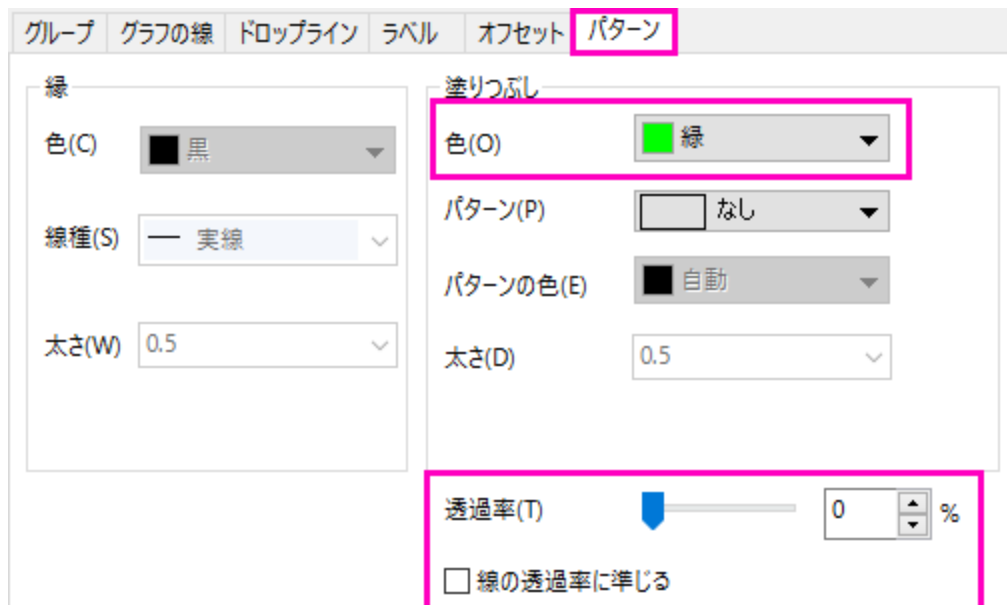 グループ グラフの線 ドロップライン ラベル オフセット パターン
縁
色(C) 黒
線種(S) 実線
太さ(W) 0.5
塗りつぶし
色(O) 緑
パターン(P) なし
パターンの色(E) 自動
太さ(D) 0.5
透過率(T) 0 %
線の透過率に準じる